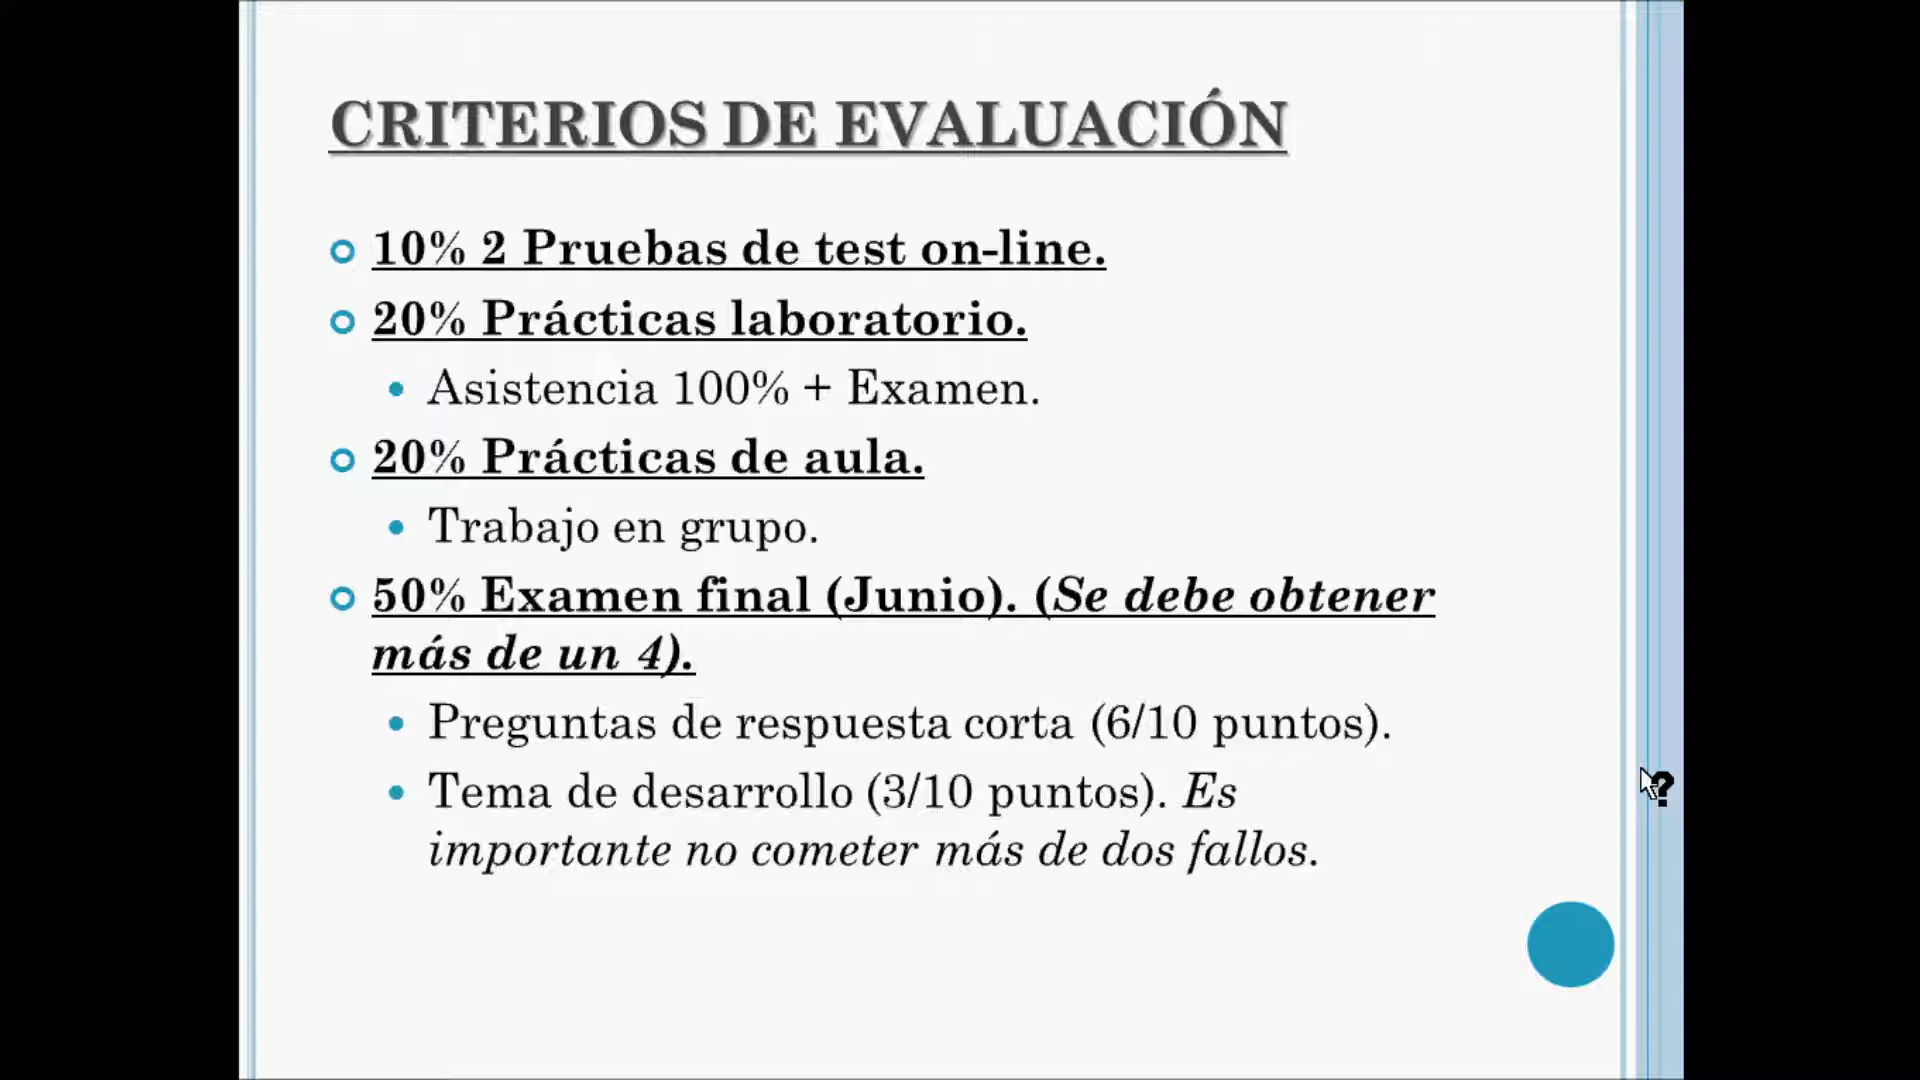 CRITERIOS DE EVALUACIÓN
10% 2 Pruebas de test on-line.
20% Prácticas laboratorio.
Asistencia 100% + Examen.
20% Prácticas de aula.
Trabajo en grupo.
50% Examen final (Junio). (Se debe obtener
más de un 4).
Preguntas de respuesta corta (6/10 puntos).
Tema de desarrollo (3/10 puntos). Es
importante no cometer más de dos fallos.